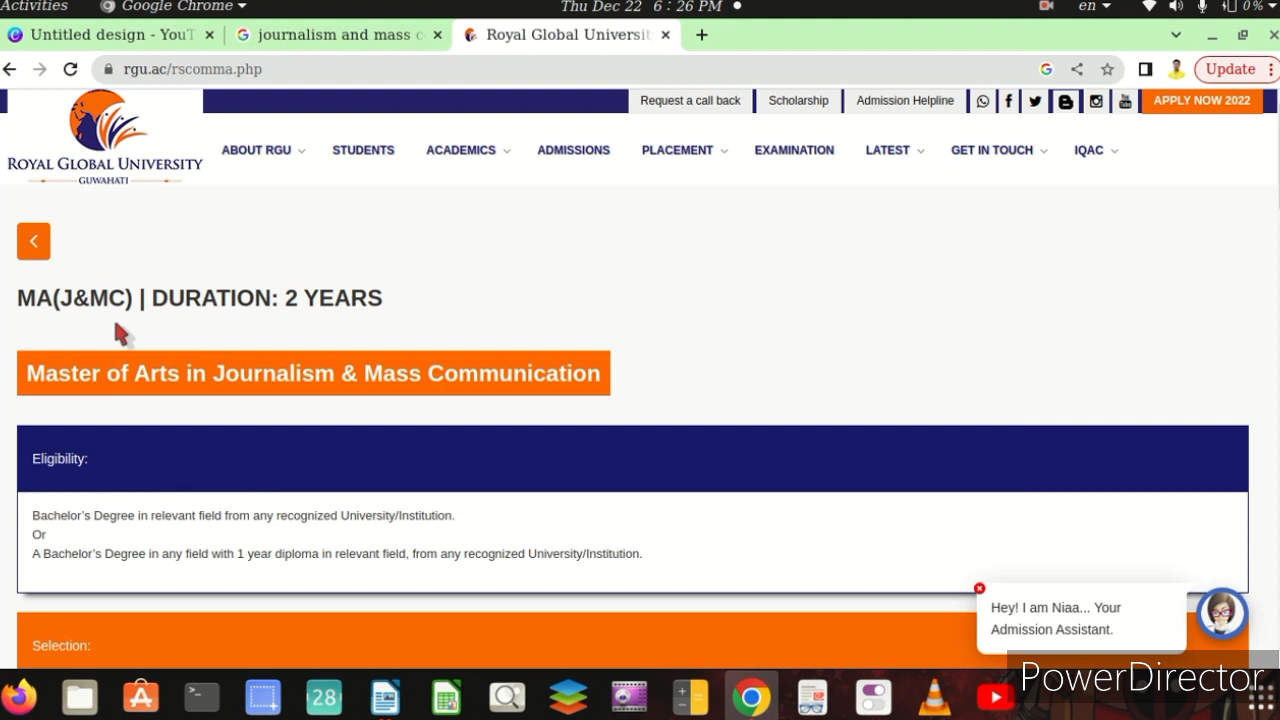 Activities
Google Chrome
Thu Dec 22 6 : 26 PM
en
0%
Untitled design - YouT
journalism and mass c
Royal Global Universit
rgu.ac/rscomma.php
Update
Request a call back
Scholarship
Admission Helpline
APPLY NOW 2022
ROYAL GLOBAL UNIVERSITY
GUWAHATI
ABOUT RGU
STUDENTS
ACADEMICS
ADMISSIONS
PLACEMENT
EXAMINATION
LATEST
GET IN TOUCH
IQAC
MA(J&MC) | DURATION: 2 YEARS
Master of Arts in Journalism & Mass Communication
Eligibility:
Bachelor's Degree in relevant field from any recognized University/Institution.
Or
A Bachelor's Degree in any field with 1 year diploma in relevant field, from any recognized University/Institution.
Hey! I am Niaa... Your
Admission Assistant.
Selection:
PowerDirector
28